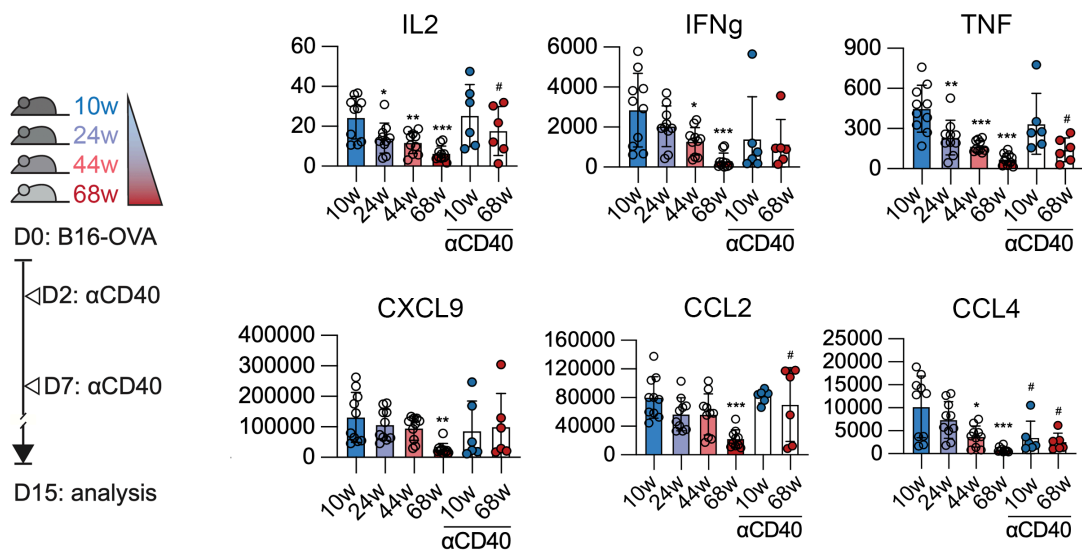 10w
24w
44w
68w
D0: B16-OVA
D2: αCD40
D7: αCD40
D15: analysis
IL2
60
40
20
0
*
**
***
#
10w
24w
44w
68w
10w
68w
αCD40
IFNg
6000
4000
2000
0
*
***
10w
24w
44w
68w
10w
68w
αCD40
TNF
900
600
300
0
**
***
***
#
10w
24w
44w
68w
10w
68w
αCD40
CXCL9
400000
300000
200000
100000
0
**
10w
24w
44w
68w
10w
68w
αCD40
CCL2
160000
120000
80000
40000
0
***
#
10w
24w
44w
68w
10w
68w
αCD40
CCL4
25000
20000
15000
10000
5000
0
*
***
#
#
10w
24w
44w
68w
10w
68w
αCD40